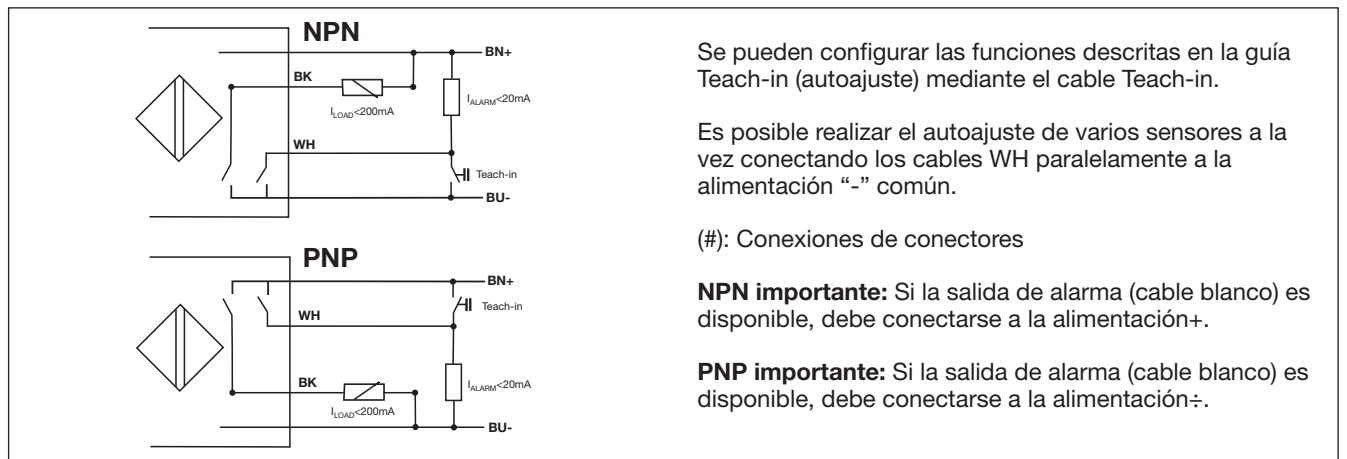 NPN
BN+
BK
I_LOAD<200mA
I_ALARM<20mA
WH
Teach-in
BU-
PNP
BN+
Teach-in
WH
BK
I_LOAD<200mA
I_ALARM<20mA
BU-
Se pueden configurar las funciones descritas en la guía
Teach-in (autoajuste) mediante el cable Teach-in.
Es posible realizar el autoajuste de varios sensores a la
vez conectando los cables WH paralelamente a la
alimentación “-” común.
(#): Conexiones de conectores
NPN importante: Si la salida de alarma (cable blanco) es
disponible, debe conectarse a la alimentación+.
PNP importante: Si la salida de alarma (cable blanco) es
disponible, debe conectarse a la alimentación÷.